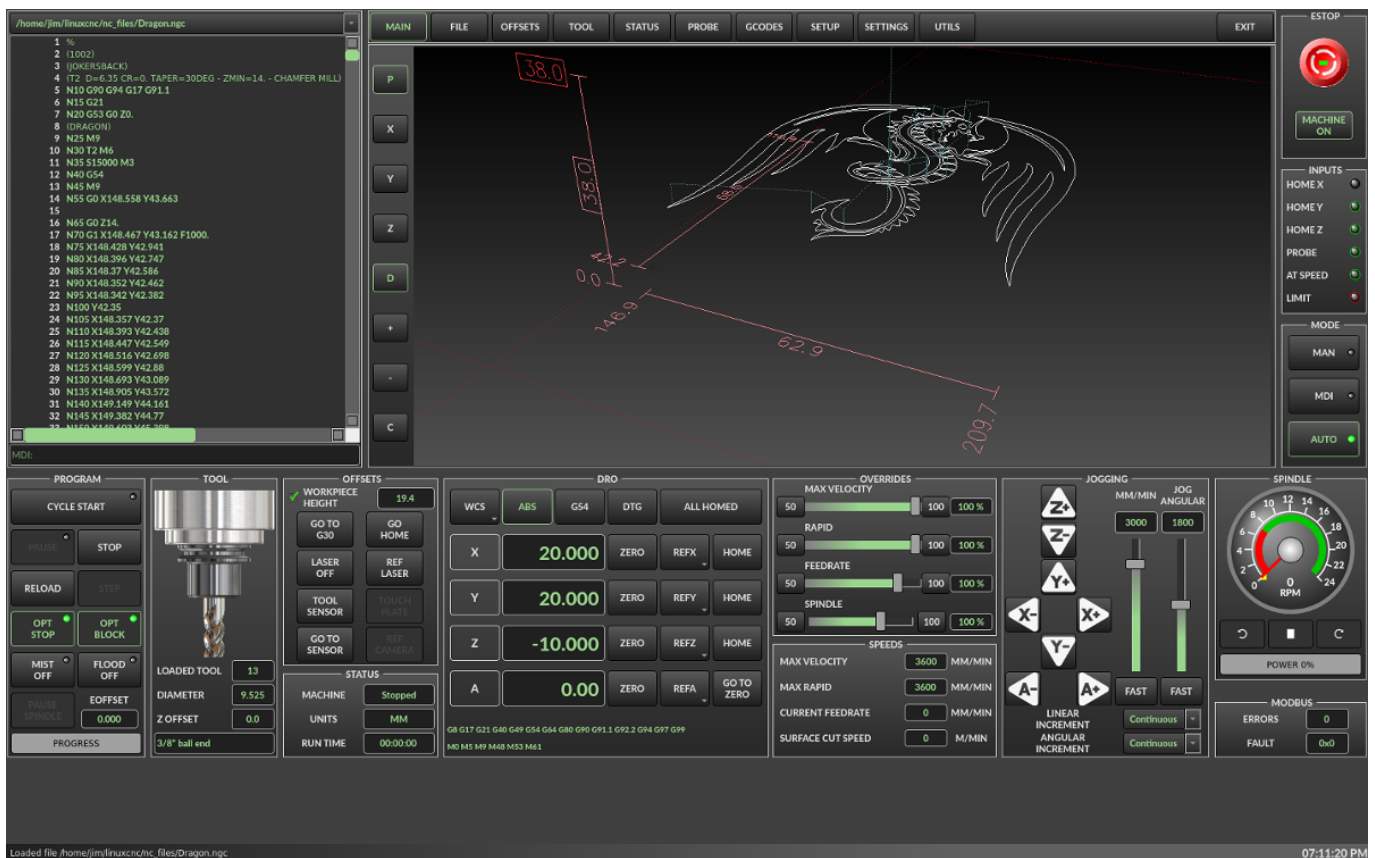 /home/jim/linuxcnc/nc_files/Dragon.ngc
1 %
2 (1002)
3 (JOKERSBACK)
4 (T2 D=6.35 CR=0. TAPER=30DEG - ZMIN=14. - CHAMFER MILL)
5 N10 G90 G94 G17 G91.1
6 N15 G21
7 N20 G53 G0 Z0.
8 (DRAGON)
9 N25 M9
10 N30 T2 M6
11 N35 S15000 M3
12 N40 G54
13 N45 M9
14 N55 G0 X148.558 Y43.663
15
16 N65 G0 Z14.
17 N70 G1 X148.467 Y43.162 F1000.
18 N75 X148.428 Y42.941
19 N80 X148.396 Y42.747
20 N85 X148.37 Y42.586
21 N90 X148.352 Y42.462
22 N95 X148.342 Y42.382
23 N100 Y42.35
24 N105 X148.357 Y42.37
25 N110 X148.393 Y42.438
26 N115 X148.447 Y42.549
27 N120 X148.516 Y42.698
28 N125 X148.599 Y42.88
29 N130 X148.693 Y43.089
30 N135 X148.905 Y43.572
31 N140 X149.149 Y44.161
32 N145 X149.382 Y44.77
MDI:
MAIN FILE OFFSETS TOOL STATUS PROBE GCODES SETUP SETTINGS UTILS EXIT
P
X
Y
Z
D
+
-
C
38.0
38.0
0.0
146.9
62.9
209.7
ESTOP
MACHINE
ON
INPUTS
HOME X
HOME Y
HOME Z
PROBE
AT SPEED
LIMIT
MODE
MAN
MDI
AUTO
PROGRAM
CYCLE START
PAUSE STOP
RELOAD STEP
OPT
STOP
OPT
BLOCK
MIST
OFF
FLOOD
OFF
PAUSE
SPINDLE
EOFFSET
0.000
PROGRESS
TOOL
LOADED TOOL 13
DIAMETER 9.525
Z OFFSET 0.0
3/8" ball end
OFFSETS
WORKPIECE
HEIGHT
19.4
GO TO
G30
GO
HOME
LASER
OFF
REF
LASER
TOOL
SENSOR
TOUCH
PLATE
GO TO
SENSOR
REF
CAMERA
STATUS
MACHINE Stopped
UNITS MM
RUN TIME 00:00:00
DRO
WCS ABS G54 DTG ALL HOMED
X 20.000 ZERO REFX HOME
Y 20.000 ZERO REFY HOME
Z -10.000 ZERO REFZ HOME
A 0.00 ZERO REFA GO TO
ZERO
G8 G17 G21 G40 G49 G54 G64 G80 G90 G91.1 G92.2 G94 G97 G99
M0 M5 M9 M48 M53 M61
OVERRIDES
MAX VELOCITY
50 100 100 %
RAPID
50 100 100 %
FEEDRATE
50 100 100 %
SPINDLE
50 100 100 %
SPEEDS
MAX VELOCITY 3600 MM/MIN
MAX RAPID 3600 MM/MIN
CURRENT FEEDRATE 0 MM/MIN
SURFACE CUT SPEED 0 M/MIN
JOGGING
Z+
Z-
Y+
X- X+
Y-
A- A+
MM/MIN
JOG
ANGULAR
3000 1800
FAST FAST
LINEAR
INCREMENT
Continuous
ANGULAR
INCREMENT
Continuous
SPINDLE
0 2 4 6 8 10 12 14 16 18 20 22 24
0
RPM
POWER 0%
MODBUS
ERRORS 0
FAULT 0x0
Loaded file /home/jim/linuxcnc/nc_files/Dragon.ngc
07:11:20 PM